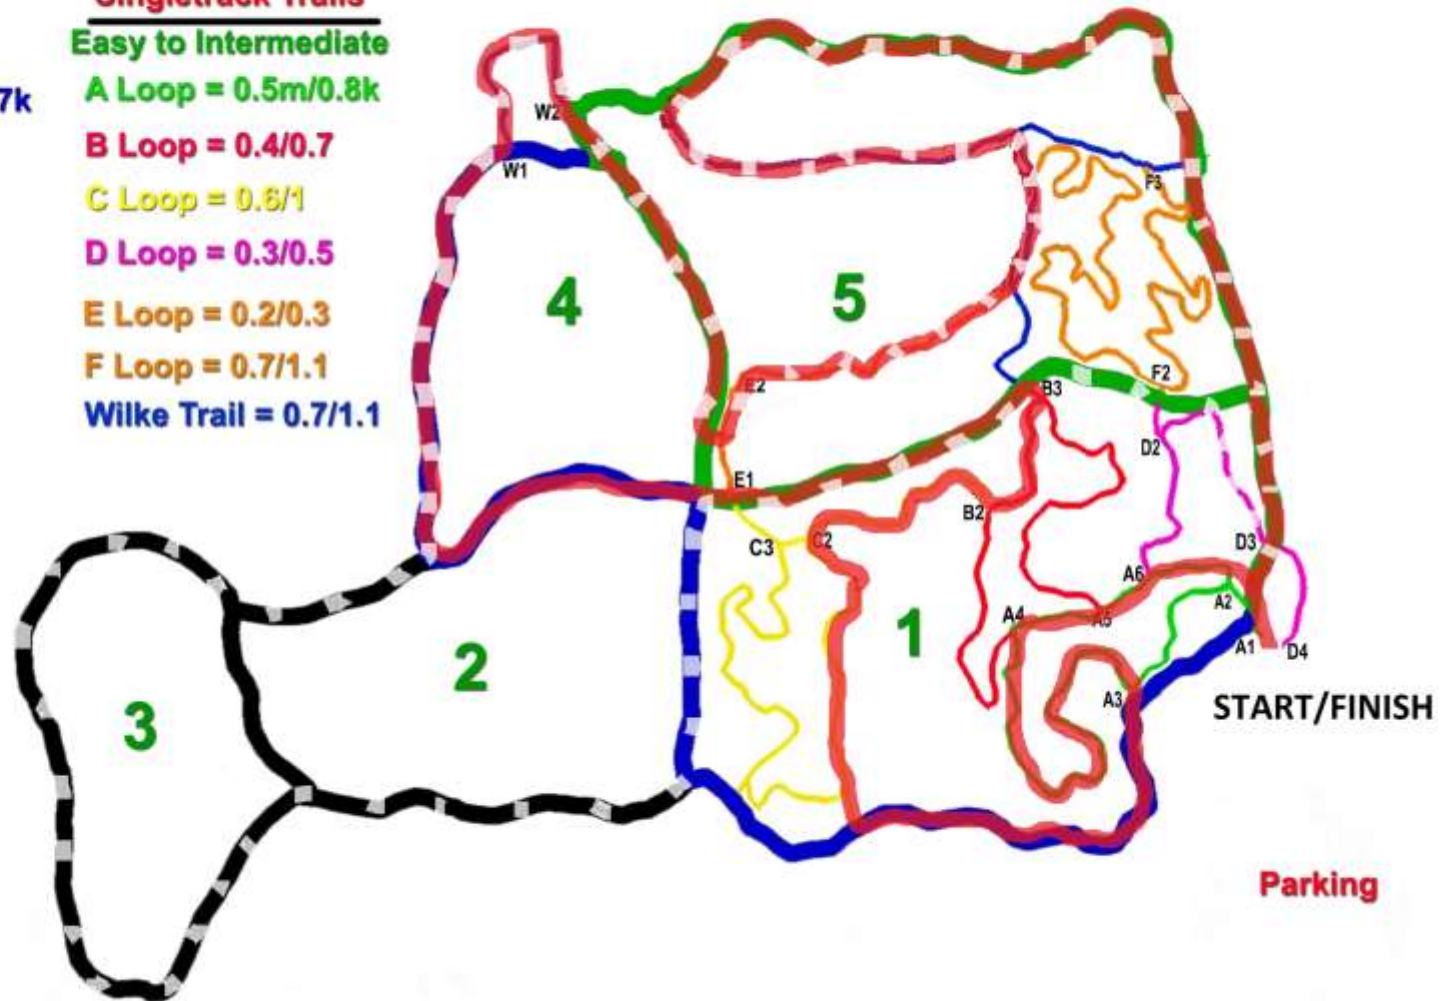 Singletrack Trails
Easy to Intermediate
7k
A Loop = 0.5m/0.8k
B Loop = 0.4/0.7
C Loop = 0.6/1
D Loop = 0.3/0.5
E Loop = 0.2/0.3
F Loop = 0.7/1.1
Wilke Trail = 0.7/1.1
W2
W1
F3
4
5
E2
B3
F2
D2
E1
B2
C3
C2
D3
A6
A2
A4
A5
1
A1
D4
2
A3
START/FINISH
3
Parking